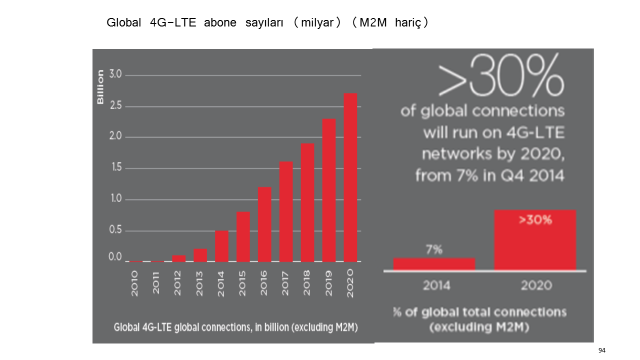 Global 4G-LTE abone sayıları (milyar) (M2M hariç)
Billion
3.0
2.5
2.0
1.5
1.0
0.5
0.0
2010 2011 2012 2013 2014 2015 2016 2017 2018 2019 2020
Global 4G-LTE global connections, in billion (excluding M2M)
>30%
of global connections
will run on 4G-LTE
networks by 2020,
from 7% in Q4 2014
7%
>30%
2014 2020
% of global total connections
(excluding M2M)
94